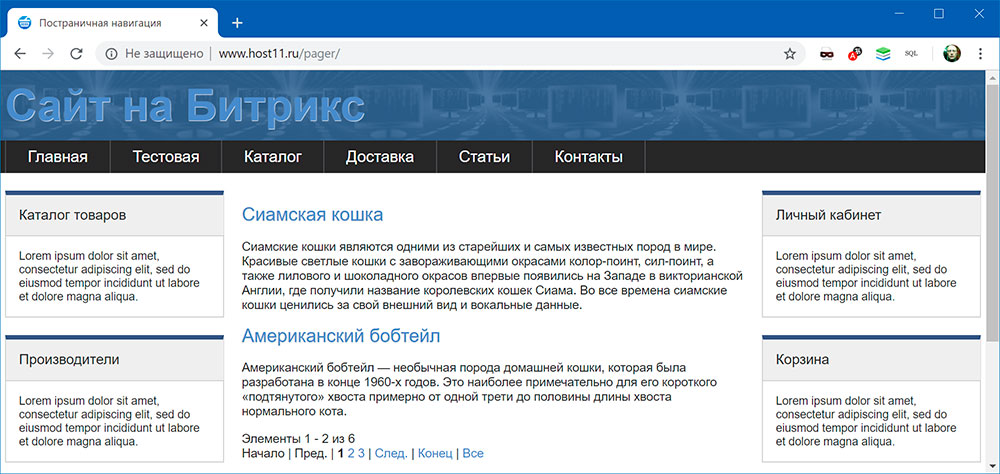 Постраничная навигация
Не защищено | www.host11.ru/pager/
SQL
Сайт на Битрикс
Главная
Тестовая
Каталог
Доставка
Статьи
Контакты
Каталог товаров
Lorem ipsum dolor sit amet,
consectetur adipiscing elit, sed do
eiusmod tempor incididunt ut labore
et dolore magna aliqua.
Производители
Lorem ipsum dolor sit amet,
consectetur adipiscing elit, sed do
eiusmod tempor incididunt ut labore
et dolore magna aliqua.
Сиамская кошка
Сиамские кошки являются одними из старейших и самых известных пород в мире.
Красивые светлые кошки с завораживающими окрасами колор-поинт, сил-поинт, а
также лилового и шоколадного окрасов впервые появились на Западе в викторианской
Англии, где получили название королевских кошек Сиама. Во все времена сиамские
кошки ценились за свой внешний вид и вокальные данные.
Американский бобтейл
Американский бобтейл — необычная порода домашней кошки, которая была
разработана в конце 1960-х годов. Это наиболее примечательно для его короткого
«подтянутого» хвоста примерно от одной трети до половины длины хвоста
нормального кота.
Элементы 1 - 2 из 6
Начало | Пред. | 1 2 3 | След. | Конец | Все
Личный кабинет
Lorem ipsum dolor sit amet,
consectetur adipiscing elit, sed do
eiusmod tempor incididunt ut labore
et dolore magna aliqua.
Корзина
Lorem ipsum dolor sit amet,
consectetur adipiscing elit, sed do
eiusmod tempor incididunt ut labore
et dolore magna aliqua.